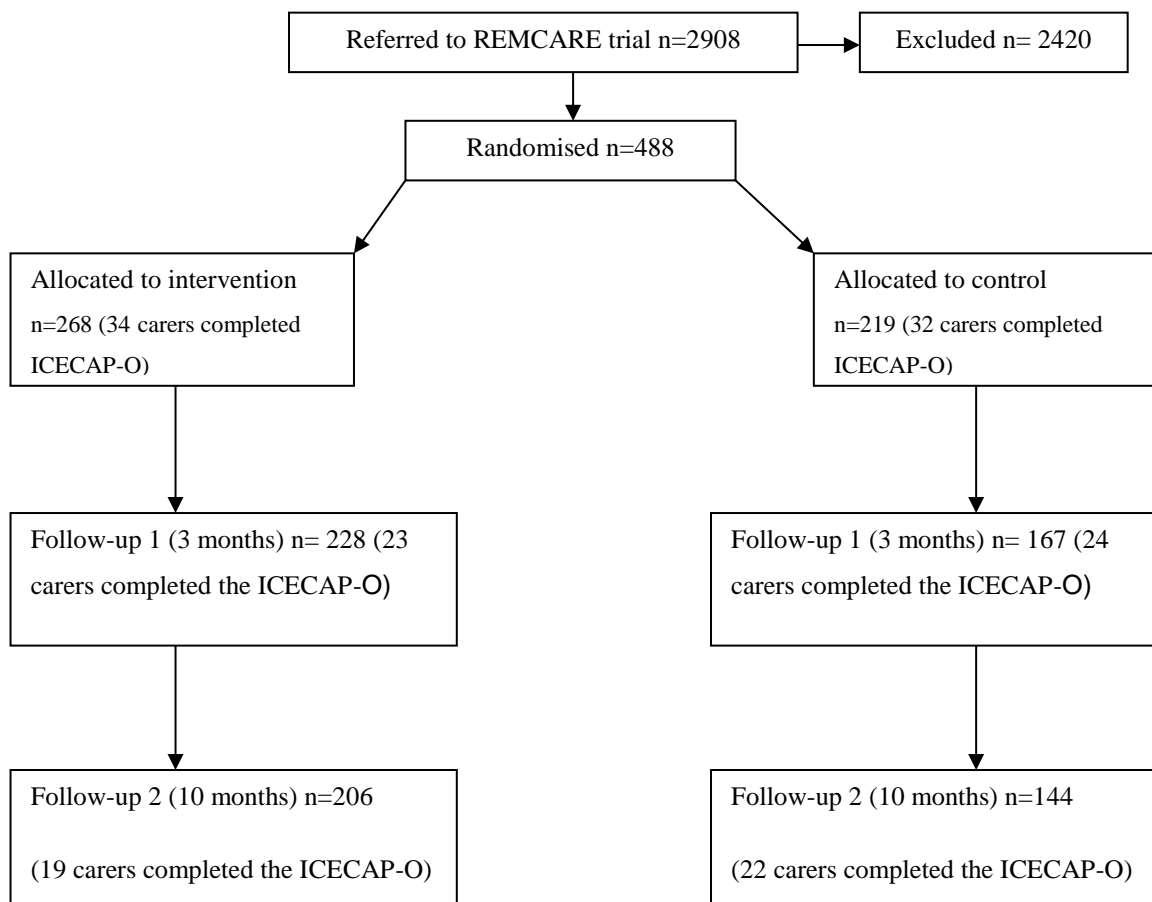 Referred to REMCARE trial n=2908
Excluded n= 2420
Randomised n=488
Allocated to intervention
n=268 (34 carers completed
ICECAP-O)
Allocated to control
n=219 (32 carers completed
ICECAP-O)
Follow-up 1 (3 months) n= 228 (23
carers completed the ICECAP-O)
Follow-up 1 (3 months) n= 167 (24
carers completed the ICECAP-O)
Follow-up 2 (10 months) n=206
(19 carers completed the ICECAP-O)
Follow-up 2 (10 months) n=144
(22 carers completed the ICECAP-O)